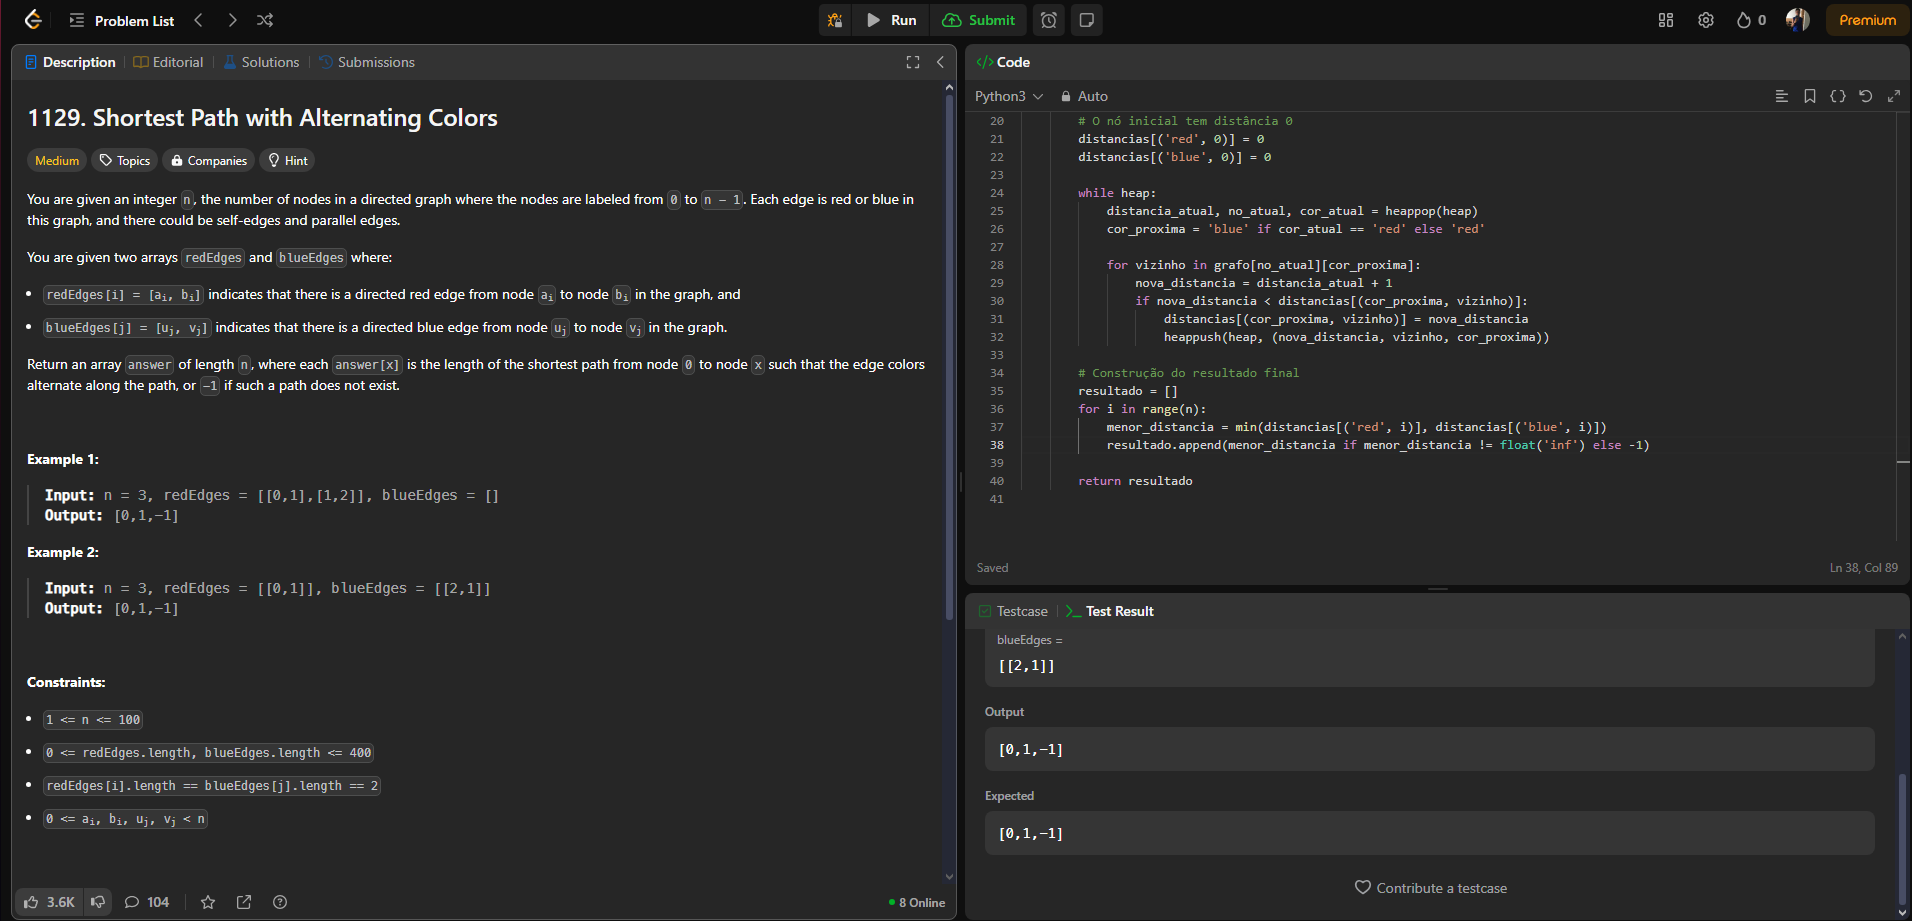 Problem List
Run
Submit
0
Premium
Description
Editorial
Solutions
Submissions
1129. Shortest Path with Alternating Colors
Medium
Topics
Companies
Hint
You are given an integer n, the number of nodes in a directed graph where the nodes are labeled from 0 to n - 1. Each edge is red or blue in
this graph, and there could be self-edges and parallel edges.
You are given two arrays redEdges and blueEdges where:
• redEdges[i] = [ai, bi] indicates that there is a directed red edge from node ai to node bi in the graph, and
• blueEdges[j] = [uj, vj] indicates that there is a directed blue edge from node uj to node vj in the graph.
Return an array answer of length n, where each answer[x] is the length of the shortest path from node 0 to node x such that the edge colors
alternate along the path, or -1 if such a path does not exist.
Example 1:
Input: n = 3, redEdges = [[0,1],[1,2]], blueEdges = []
Output: [0,1,-1]
Example 2:
Input: n = 3, redEdges = [[0,1]], blueEdges = [[2,1]]
Output: [0,1,-1]
Constraints:
• 1 <= n <= 100
• 0 <= redEdges.length, blueEdges.length <= 400
• redEdges[i].length == blueEdges[j].length == 2
• 0 <= ai, bi, uj, vj < n
3.6K
104
8 Online
</> Code
Python3
Auto
20 # O nó inicial tem distância 0
21 distancias[('red', 0)] = 0
22 distancias[('blue', 0)] = 0
23
24 while heap:
25 distancia_atual, no_atual, cor_atual = heappop(heap)
26 cor_proxima = 'blue' if cor_atual == 'red' else 'red'
27
28 for vizinho in grafo[no_atual][cor_proxima]:
29 nova_distancia = distancia_atual + 1
30 if nova_distancia < distancias[(cor_proxima, vizinho)]:
31 distancias[(cor_proxima, vizinho)] = nova_distancia
32 heappush(heap, (nova_distancia, vizinho, cor_proxima))
33
34 # Construção do resultado final
35 resultado = []
36 for i in range(n):
37 menor_distancia = min(distancias[('red', i)], distancias[('blue', i)])
38 resultado.append(menor_distancia if menor_distancia != float('inf') else -1)
39
40 return resultado
41
Saved
Ln 38, Col 89
Testcase
>_ Test Result
blueEdges =
[[2,1]]
Output
[0,1,-1]
Expected
[0,1,-1]
Contribute a testcase